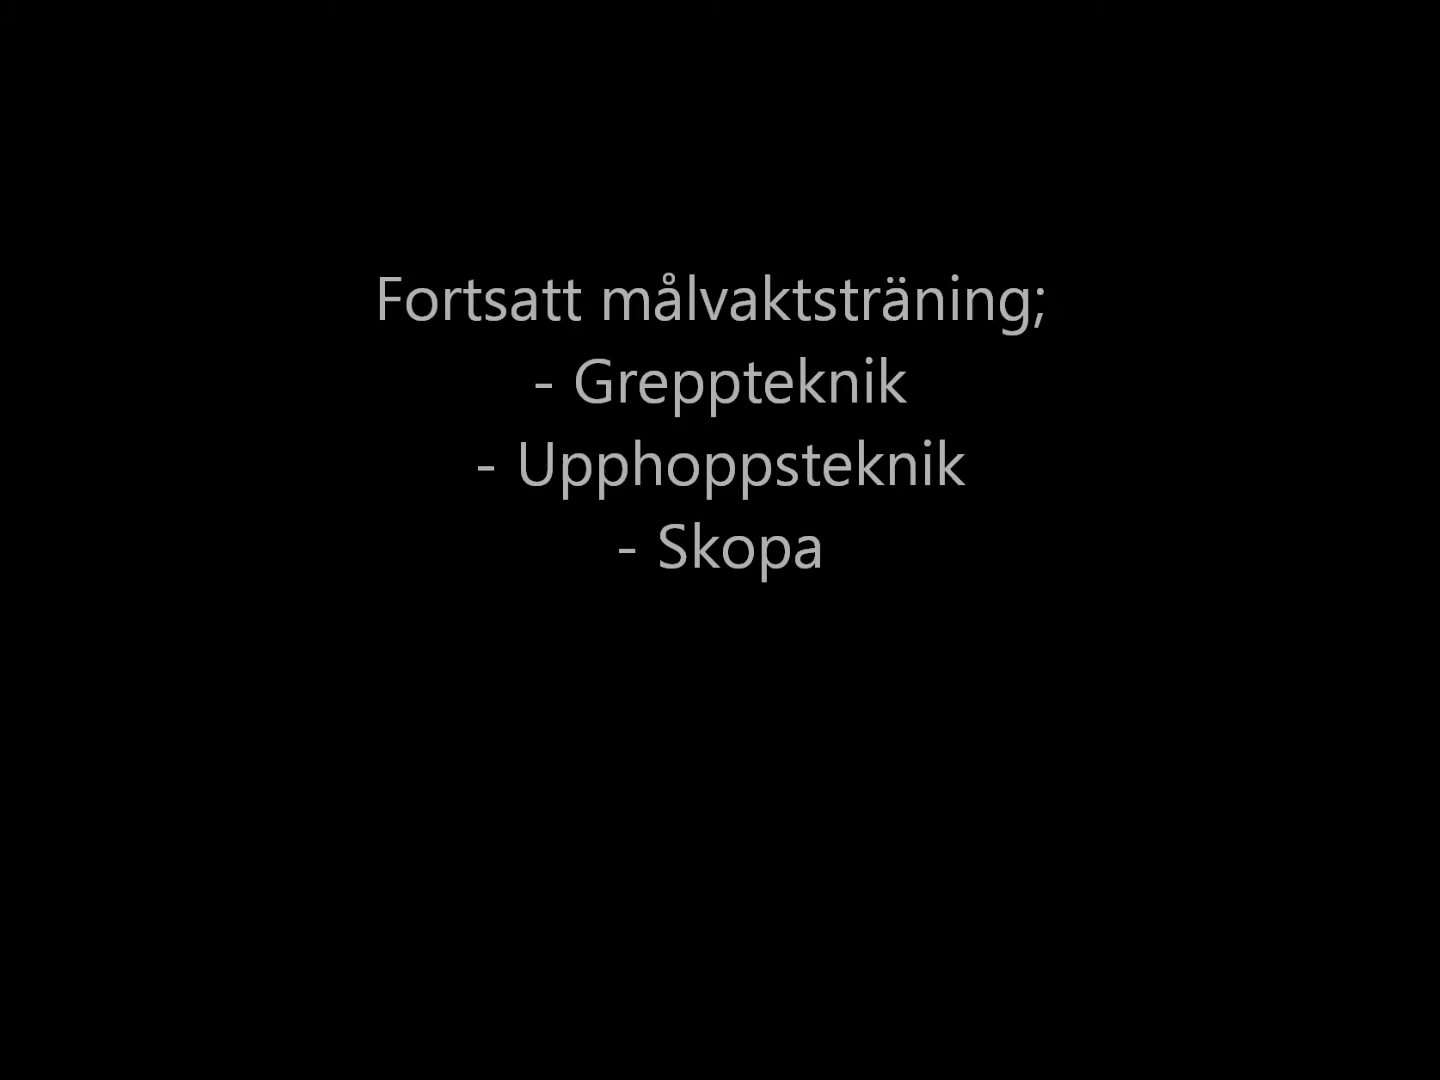 Fortsatt målvaktsträning;
- Greppteknik
- Upphoppsteknik
- Skopa